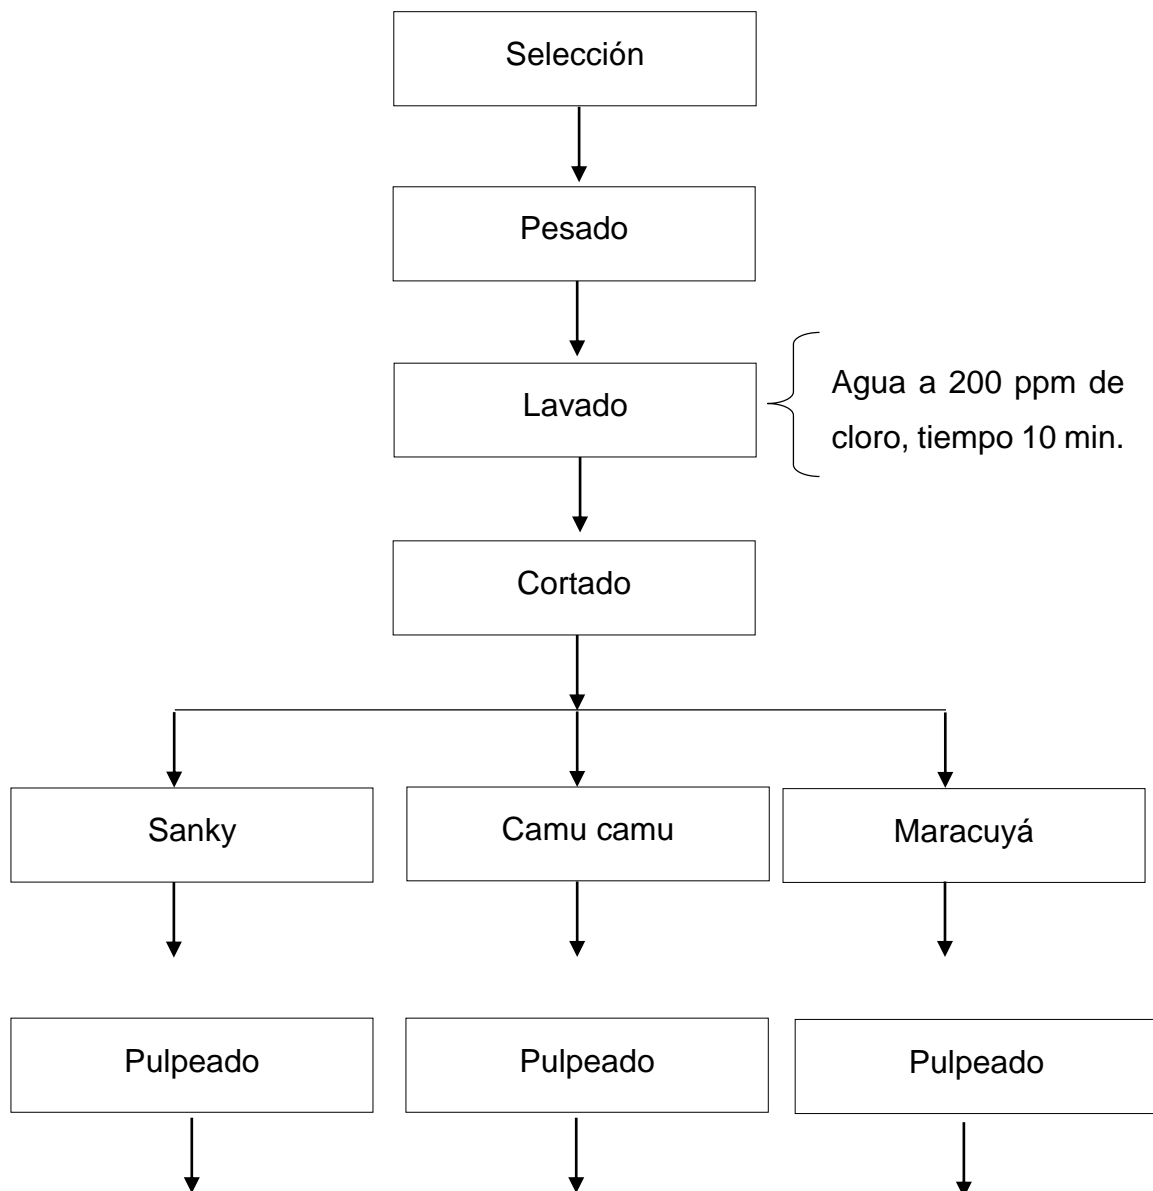 Selección
Pesado
Lavado
Agua a 200 ppm de
cloro, tiempo 10 min.
Cortado
Sanky
Camu camu
Maracuyá
Pulpeado
Pulpeado
Pulpeado